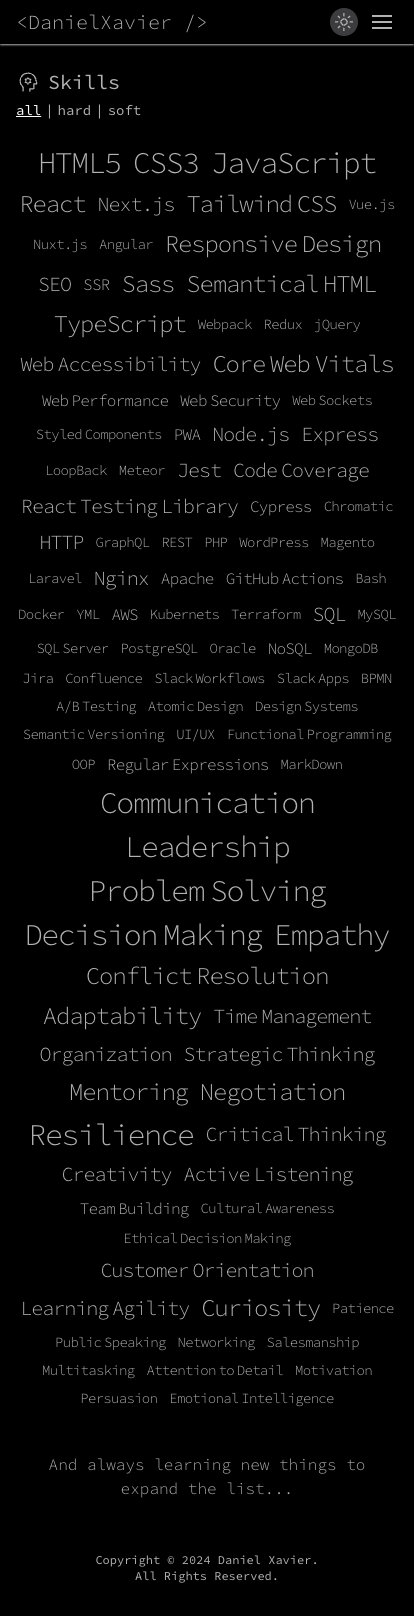 <DanielXavier />
Skills
all | hard | soft
HTML5 CSS3 JavaScript
React Next.js Tailwind CSS Vue.js
Nuxt.js Angular Responsive Design
SEO SSR Sass Semantical HTML
TypeScript Webpack Redux jQuery
Web Accessibility Core Web Vitals
Web Performance Web Security Web Sockets
Styled Components PWA Node.js Express
LoopBack Meteor Jest Code Coverage
React Testing Library Cypress Chromatic
HTTP GraphQL REST PHP WordPress Magento
Laravel Nginx Apache GitHub Actions Bash
Docker YML AWS Kubernets Terraform SQL MySQL
SQL Server PostgreSQL Oracle NoSQL MongoDB
Jira Confluence Slack Workflows Slack Apps BPMN
A/B Testing Atomic Design Design Systems
Semantic Versioning UI/UX Functional Programming
OOP Regular Expressions MarkDown
Communication
Leadership
Problem Solving
Decision Making Empathy
Conflict Resolution
Adaptability Time Management
Organization Strategic Thinking
Mentoring Negotiation
Resilience Critical Thinking
Creativity Active Listening
Team Building Cultural Awareness
Ethical Decision Making
Customer Orientation
Learning Agility Curiosity Patience
Public Speaking Networking Salesmanship
Multitasking Attention to Detail Motivation
Persuasion Emotional Intelligence
And always learning new things to
expand the list...
Copyright © 2024 Daniel Xavier.
All Rights Reserved.